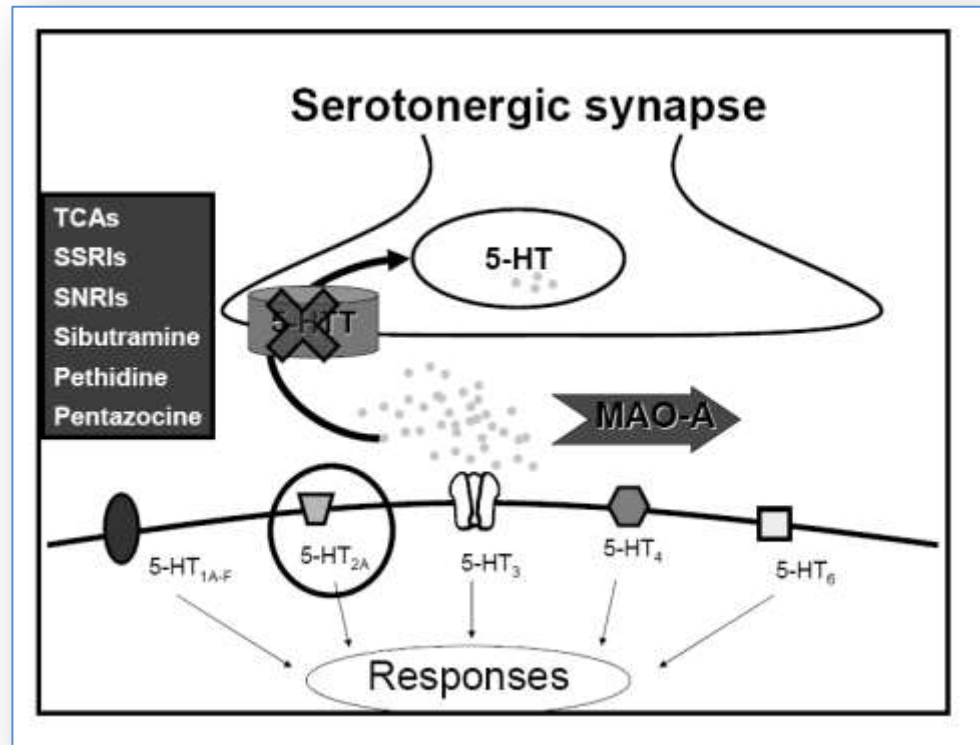 Serotonergic synapse
TCAs
SSRIs
SNRIs
Sibutramine
Pethidine
Pentazocine
5-HT
5-HTT
MAO-A
5-HT1A-F
5-HT2A
5-HT3
5-HT4
5-HT6
Responses